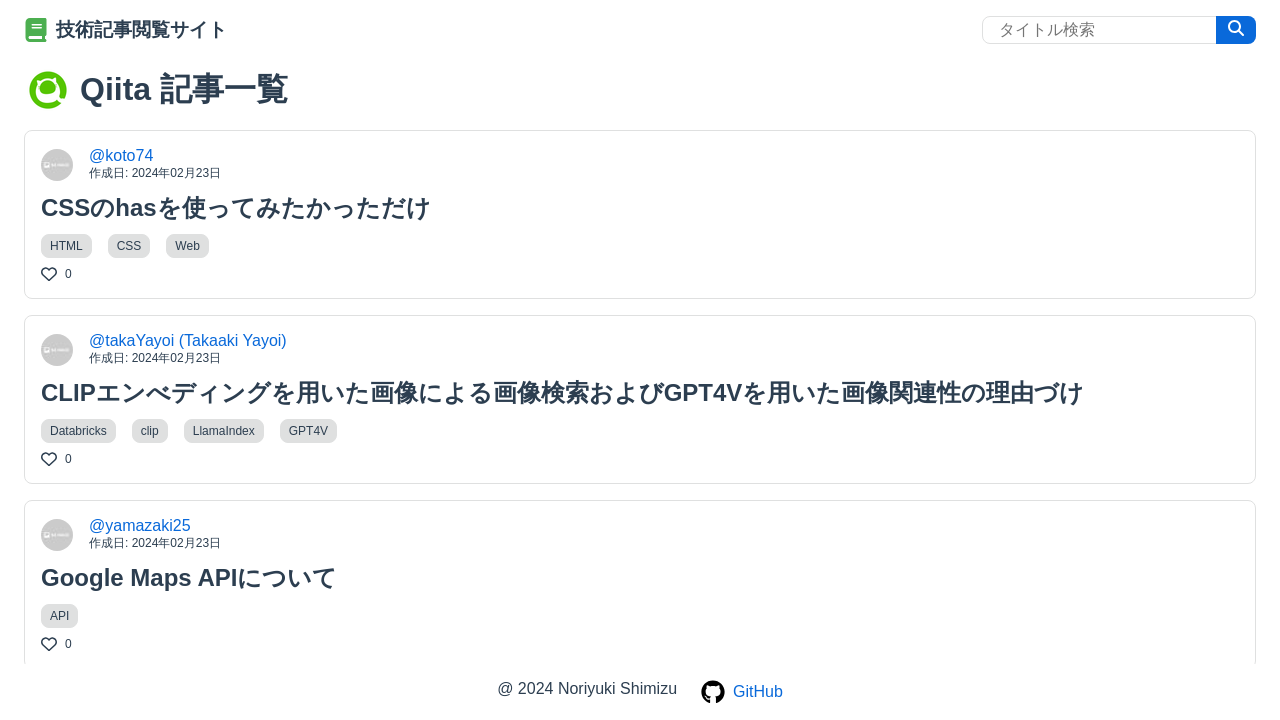 技術記事閲覧サイト
タイトル検索
Qiita 記事一覧
@koto74
作成日: 2024年02月23日
CSSのhasを使ってみたかっただけ
HTML CSS Web
0
@takaYayoi (Takaaki Yayoi)
作成日: 2024年02月23日
CLIPエンべディングを用いた画像による画像検索およびGPT4Vを用いた画像関連性の理由づけ
Databricks clip LlamaIndex GPT4V
0
@yamazaki25
作成日: 2024年02月23日
Google Maps APIについて
API
0
@ 2024 Noriyuki Shimizu GitHub